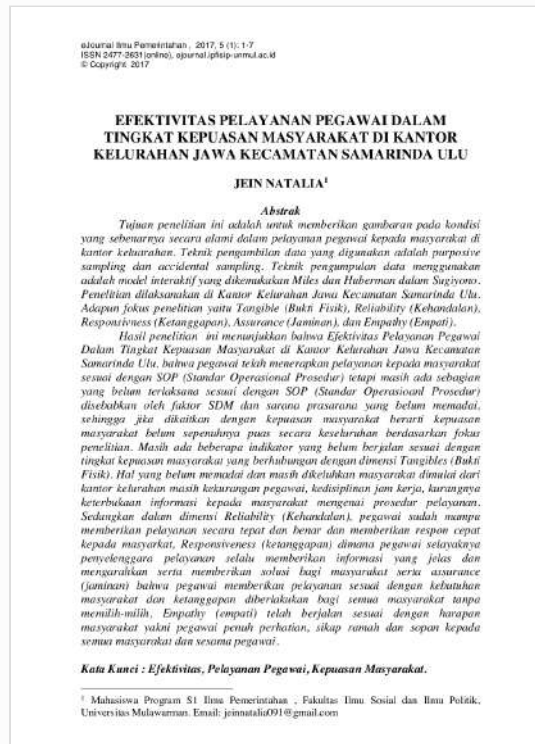 eJournal Ilmu Pemerintahan , 2017, 5 (1): 1-7
ISSN 2477-2631(online), ejournal.ipfisip-unmul.ac.id
© Copyright 2017
EFEKTIVITAS PELAYANAN PEGAWAI DALAM
TINGKAT KEPUASAN MASYARAKAT DI KANTOR
KELURAHAN JAWA KECAMATAN SAMARINDA ULU
JEIN NATALIA¹
Abstrak
Tujuan penelitian ini adalah untuk memberikan gambaran pada kondisi
yang sebenarnya secara alami dalam pelayanan pegawai kepada masyarakat di
kantor keluarahan. Teknik pengambilan data yang digunakan adalah purposive
sampling dan accidental sampling. Teknik pengumpulan data menggunakan
adalah model interaktif yang dikemukakan Miles dan Huberman dalam Sugiyono.
Penelitian dilaksanakan di Kantor Kelurahan Jawa Kecamatan Samarinda Ulu.
Adapun fokus penelitian yaitu Tangible (Bukti Fisik), Reliability (Kehandalan),
Responsivness (Ketanggapan), Assurance (Jaminan), dan Empathy (Empati).
Hasil penelitian ini menunjukkan bahwa Efektivitas Pelayanan Pegawai
Dalam Tingkat Kepuasan Masyarakat di Kantor Kelurahan Jawa Kecamatan
Samarinda Ulu, bahwa pegawai telah menerapkan pelayanan kepada masyarakat
sesuai dengan SOP (Standar Operasional Prosedur) tetapi masih ada sebagian
yang belum terlaksana sesuai dengan SOP (Standar Operasioanl Prosedur)
disebabkan oleh faktor SDM dan sarana prasarana yang belum memadai,
sehingga jika dikaitkan dengan kepuasan masyarakat berarti kepuasan
masyarakat belum sepenuhnya puas secara keseluruhan berdasarkan fokus
penelitian. Masih ada beberapa indikator yang belum berjalan sesuai dengan
tingkat kepuasan masyarakat yang berhubungan dengan dimensi Tangibles (Bukti
Fisik). Hal yang belum memadai dan masih dikeluhkan masyarakat dimulai dari
kantor kelurahan masih kekurangan pegawai, kedisiplinan jam kerja, kurangnya
keterbukaan informasi kepada masyarakat mengenai prosedur pelayanan.
Sedangkan dalam dimensi Reliability (Kehandalan), pegawai sudah mampu
memberikan pelayanan secara tepat dan benar dan memberikan respon cepat
kepada masyarkat, Responsiveness (ketanggapan) dimana pegawai selayaknya
penyelenggara pelayanan selalu memberikan informasi yang jelas dan
mengarahkan serta memberikan solusi bagi masyarakat serta assurance
(jaminan) bahwa pegawai memberikan pelayanan sesuai dengan kebutuhan
masyarakat dan ketanggapan diberlakukan bagi semua masyarakat tanpa
memilih-milih, Empathy (empati) telah berjalan sesuai dengan harapan
masyarakat yakni pegawai penuh perhatian, sikap ramah dan sopan kepada
semua masyarakat dan sesama pegawai.
Kata Kunci : Efektivitas, Pelayanan Pegawai, Kepuasan Masyarakat.
¹ Mahasiswa Program S1 Ilmu Pemerintahan , Fakultas Ilmu Sosial dan Ilmu Politik,
Universitas Mulawarman. Email: jeinnatalia091@gmail.com